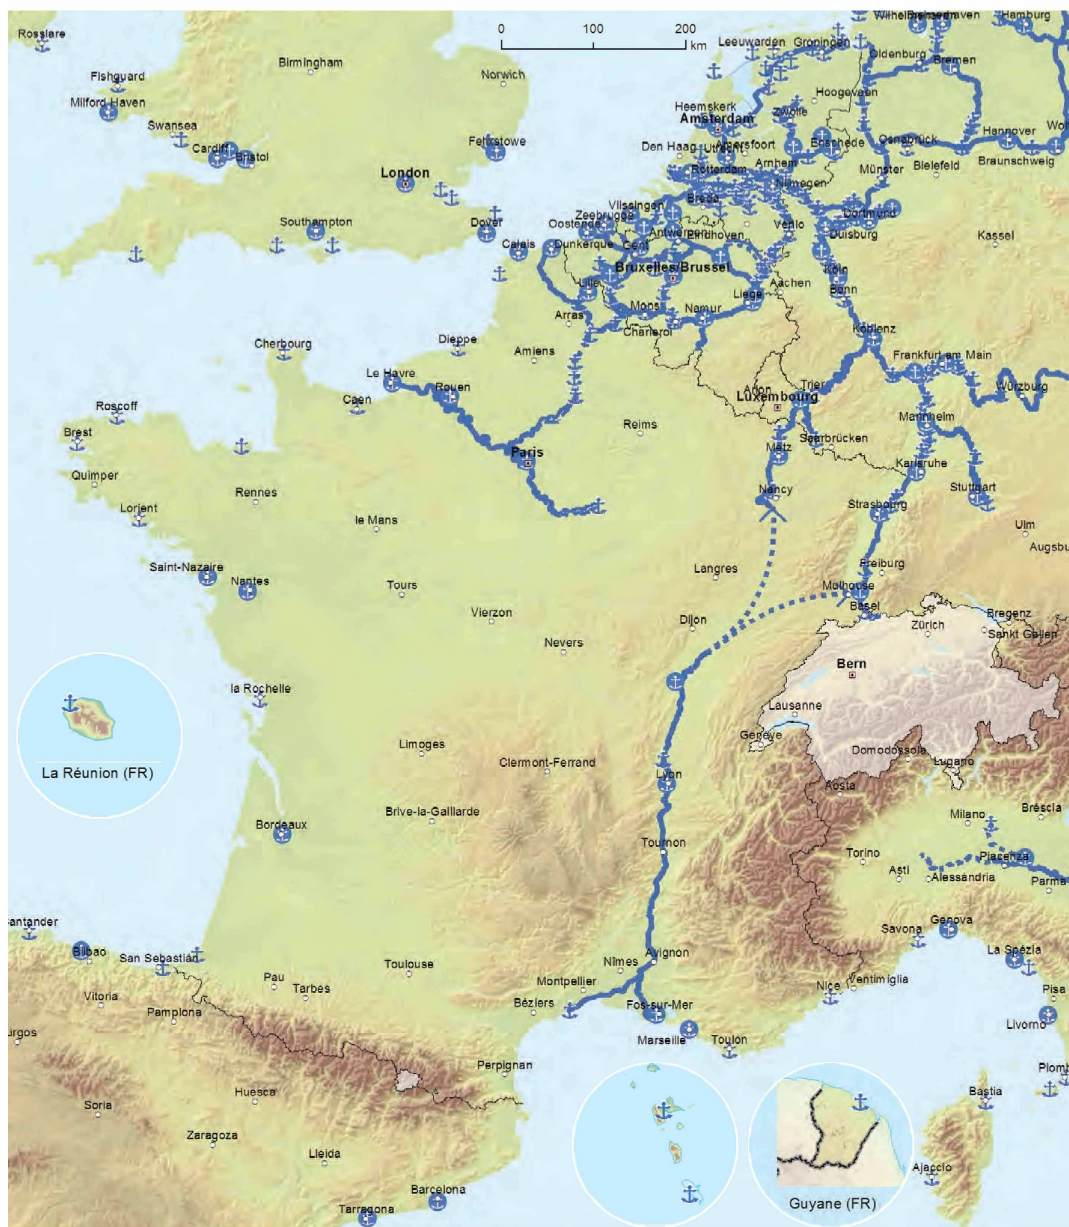 Rosslare
Birmingham
Norwich
Fishguard
Milford Haven
Swansea
Cardiff
Bristol
London
Felixstowe
Southampton
Dover
0 100 200
km
Leeuwarden
Groningen
Hamburg
Oldenburg
Bremen
Hoogeveen
Heemskerk
Amsterdam
Zwolle
Den Haag
Utrecht
Amersfoort
Enschede
Osnabrück
Hannover
Braunschweig
Bielefeld
Arnhem
Rotterdam
Nijmegen
Münster
Vlissingen
Breda
Zeebrugge
Oostende
Antwerpen
Eindhoven
Venlo
Dortmund
Duisburg
Kassel
Calais
Dunkerque
Gent
Bruxelles/Brussel
Köln
Bonn
Aachen
Lille
Mons
Namur
Liège
Charleroi
Arras
Koblenz
Cherbourg
Dieppe
Amiens
Frankfurt am Main
Le Havre
Rouen
Arlon
Trier
Luxembourg
Würzburg
Caen
Reims
Mannheim
Roscoff
Brest
Saarbrücken
Metz
Paris
Karlsruhe
Quimper
Rennes
Nancy
Stuttgart
Lorient
le Mans
Strasbourg
Ulm
Saint-Nazaire
Nantes
Tours
Langres
Freiburg
Mulhouse
Vierzon
Basel
Dijon
Bregenz
Zürich
Sankt Gallen
Nevers
Bern
la Rochelle
Lausanne
Genève
La Réunion (FR)
Limoges
Clermont-Ferrand
Lyon
Domodossola
Lugano
Aosta
Bordeaux
Brive-la-Gaillarde
Milano
Bréscia
Tournon
Torino
Asti
Piacenza
Alessándria
Parma
Savona
Genova
La Spézia
Bilbao
San Sebastián
Pau
Toulouse
Nîmes
Avignon
Tarbes
Montpellier
Béziers
Fos-sur-Mer
Nice
Ventimiglia
Pisa
Vitoria
Pamplona
Marseille
Toulon
Livorno
Perpignan
Huesca
Soria
Zaragoza
Lleida
Bastia
Ajaccio
Barcelona
Tarragona
Guyane (FR)